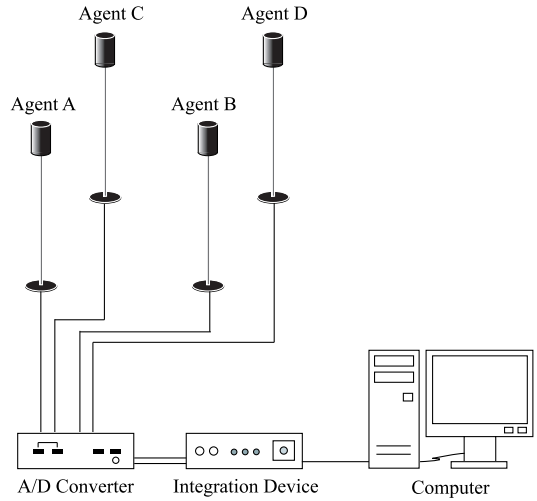 Agent C
Agent D
Agent A
Agent B
A/D Converter
Integration Device
Computer